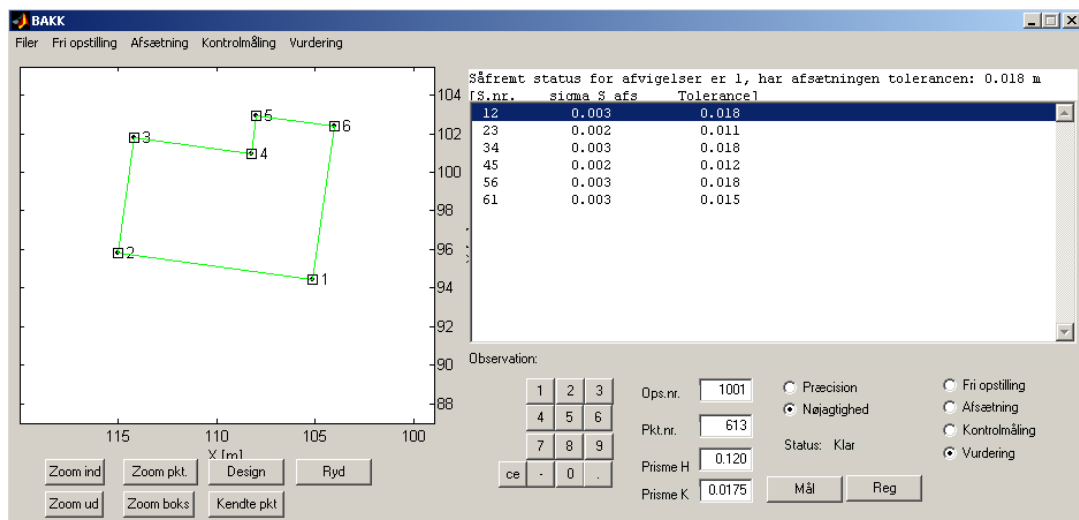 BAKK
Filer Fri opstilling Afsætning Kontrolmåling Vurdering
Såfremt status for afvigelser er 1, har afsætningen tolerancen: 0.018 m
[S.nr. sigma S afs Tolerance]
12 0.003 0.018
23 0.002 0.011
34 0.003 0.018
45 0.002 0.012
56 0.003 0.018
61 0.003 0.015
104
102
100
98
96
94
92
90
88
5
6
3
4
2
1
115 110 105 100
X [m]
Zoom ind Zoom pkt. Design Ryd
Zoom ud Zoom boks Kendte pkt
Observation:
1 2 3
4 5 6
7 8 9
ce - 0 .
Ops.nr. 1001
Pkt.nr. 613
Prisme H 0.120
Prisme K 0.0175
Præcision
Nøjagtighed
Status: Klar
Mål Reg
Fri opstilling
Afsætning
Kontrolmåling
Vurdering